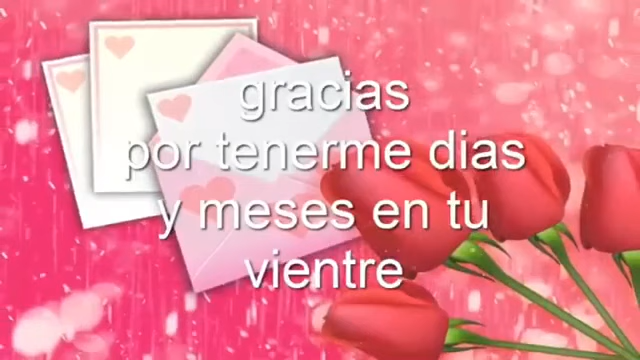 gracias
por tenerme dias
y meses en tu
vientre